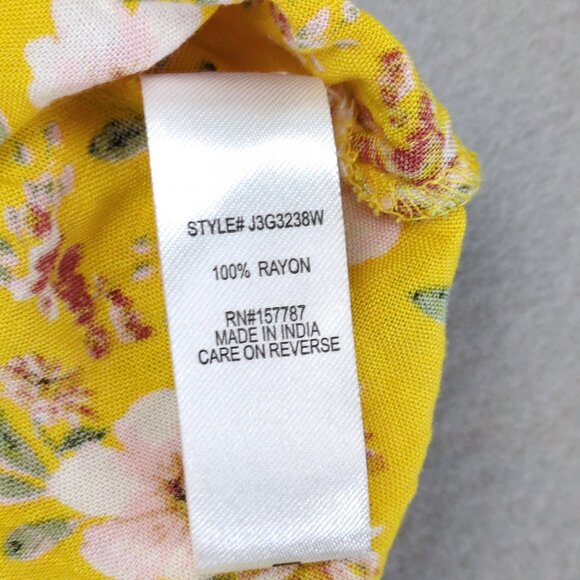 STYLE# J3G3238W
100% RAYON
RN#157787
MADE IN INDIA
CARE ON REVERSE